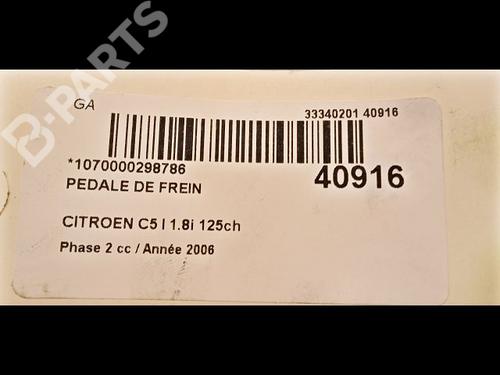 B-PARTS
GA
33340201 40916
*1070000298786
40916
PEDALE DE FREIN
CITROEN C5 I 1.8i 125ch
Phase 2 cc / Année 2006